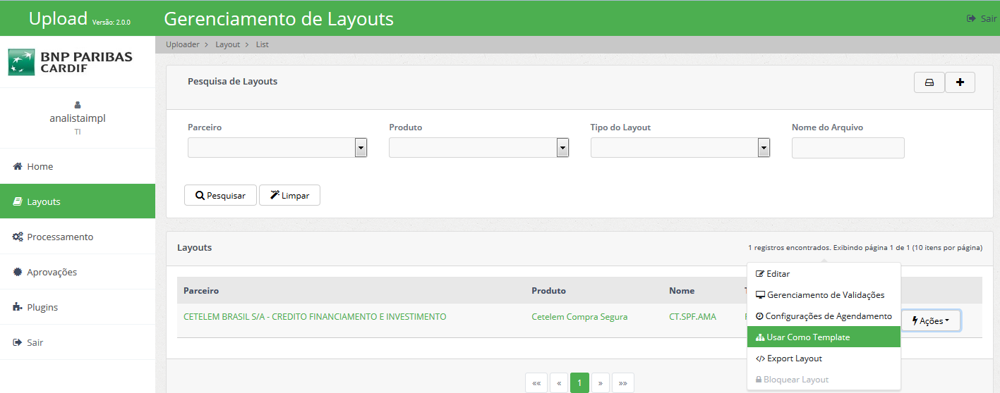 Upload Versão: 2.0.0
Gerenciamento de Layouts
Sair
BNP PARIBAS
CARDIF
analistaimpl
TI
Home
Layouts
Processamento
Aprovações
Plugins
Sair
Uploader > Layout > List
Pesquisa de Layouts
Parceiro Produto Tipo do Layout Nome do Arquivo
Pesquisar Limpar
Layouts 1 registros encontrados. Exibindo página 1 de 1 (10 itens por página)
Parceiro Produto Nome
CETELEM BRASIL S/A - CREDITO FINANCIAMENTO E INVESTIMENTO Cetelem Compra Segura CT.SPF.AMA
Ações
Editar
Gerenciamento de Validações
Configurações de Agendamento
Usar Como Template
Export Layout
Bloquear Layout
«« « 1 » »»